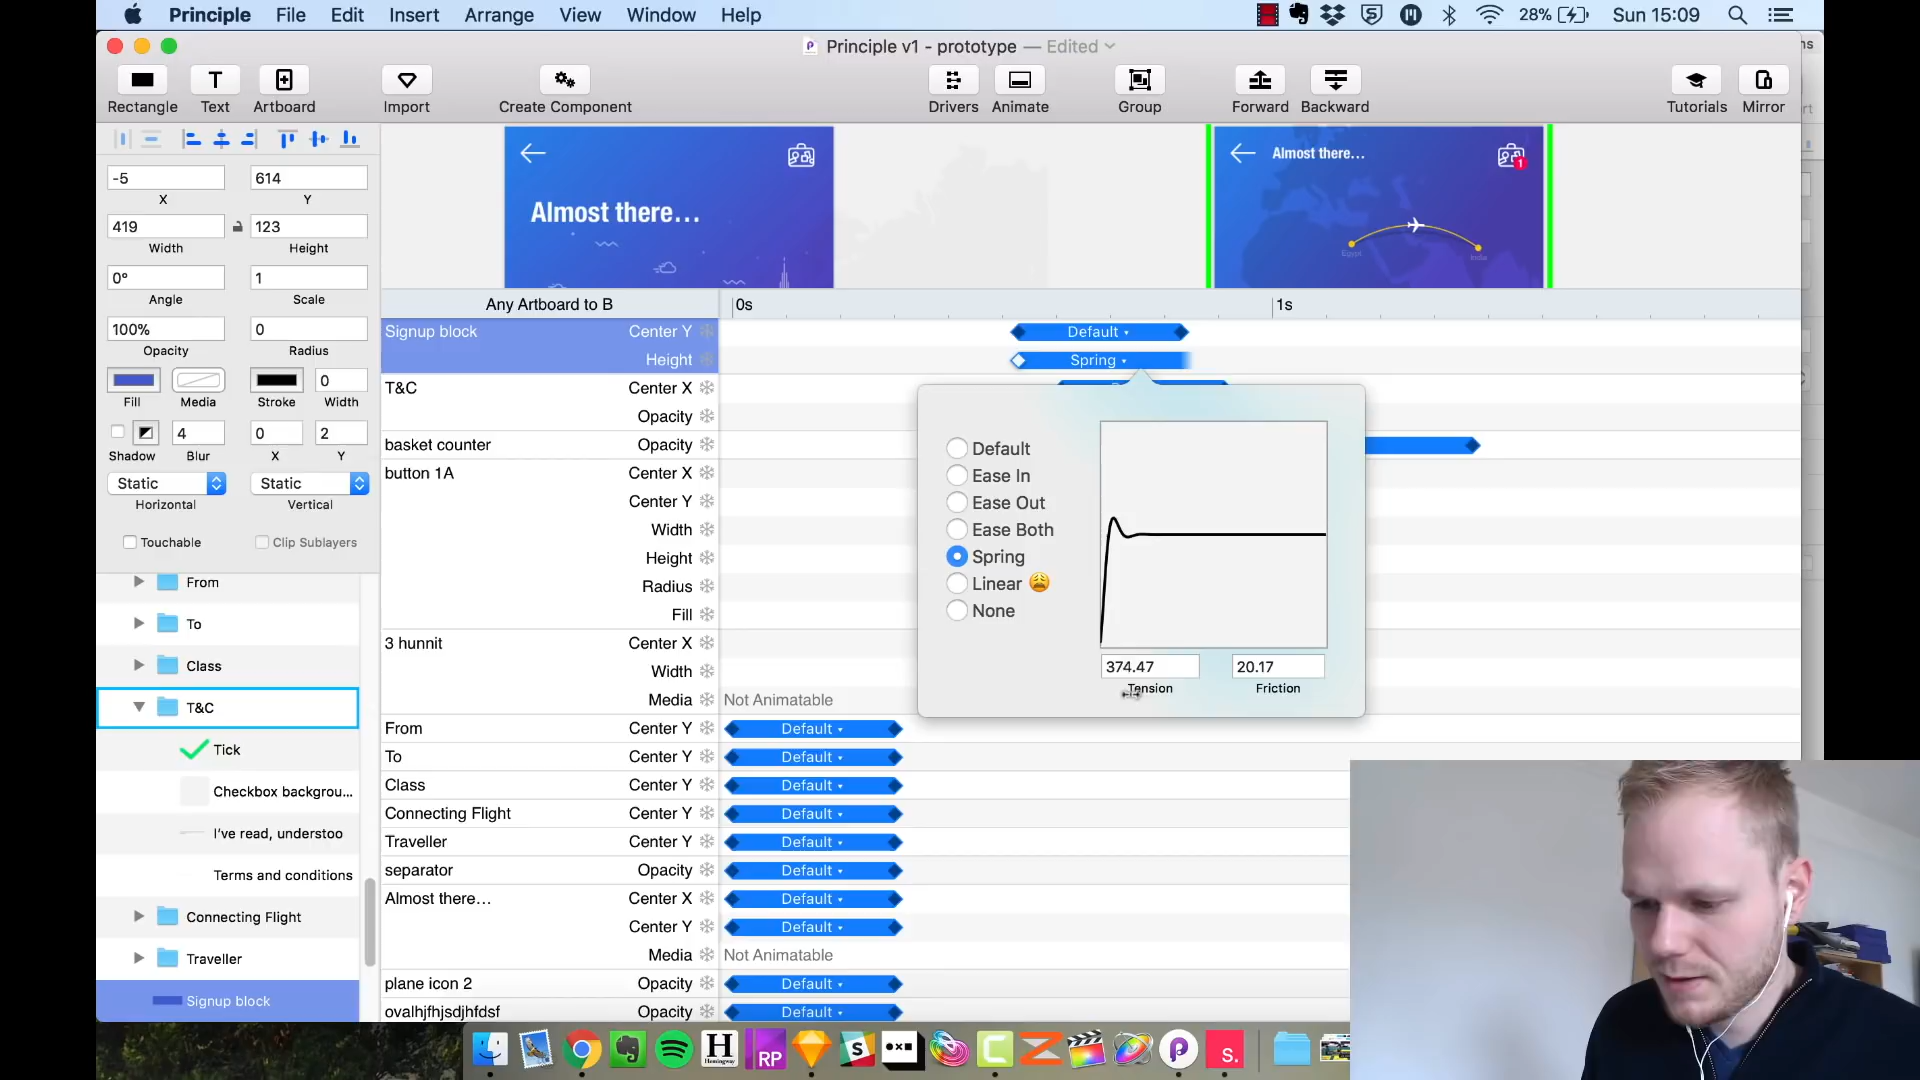 Principle File Edit Insert Arrange View Window Help 28% Sun 15:09
Principle v1 - prototype — Edited
Rectangle Text Artboard Import Create Component Drivers Animate Group Forward Backward Tutorials Mirror
-5 614
X Y
419 123
Width Height
0° 1
Angle Scale
100% 0
Opacity Radius
0
Fill Media Stroke Width
4 0 2
Shadow Blur X Y
Static Static
Horizontal Vertical
Touchable Clip Sublayers
From
To
Class
T&C
Tick
Checkbox backgrou...
I've read, understoo
Terms and conditions
Connecting Flight
Traveller
Signup block
Almost there...
Almost there...
1
Egypt
India
Any Artboard to B 0s 1s
Signup block Center Y Default
Height Spring
T&C Center X
Opacity
basket counter Opacity
button 1A Center X
Center Y
Width
Height
Radius
Fill
3 hunnit Center X
Width
Media Not Animatable
From Center Y Default
To Center Y Default
Class Center Y Default
Connecting Flight Center Y Default
Traveller Center Y Default
separator Opacity Default
Almost there... Center X Default
Center Y Default
Media Not Animatable
plane icon 2 Opacity Default
ovalhjfhjsdjhfdsf Opacity Default
Default
Ease In
Ease Out
Ease Both
Spring
Linear 😩
None
374.47 20.17
Tension Friction
H
Hemingway
RP
S.